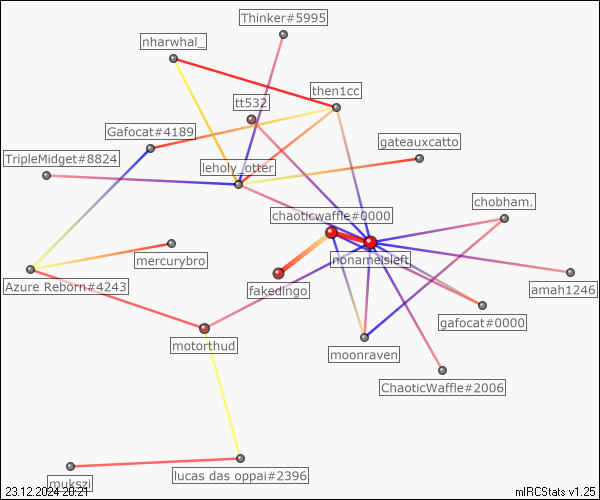 Thinker#5995
nharwhal_
then1cc
tt532
Gafocat#4189
gateauxcatto
TripleMidget#8824
leholy_otter
chobham.
chaoticwaffle#0000
nonameisleft
mercurybro
Azure Reborn#4243
fakedingo
amah1246
gafocat#0000
motorthud
moonraven
ChaoticWaffle#2006
lucas das oppai#2396
mukszi
23.12.2024 20:21
mIRCStats v1.25